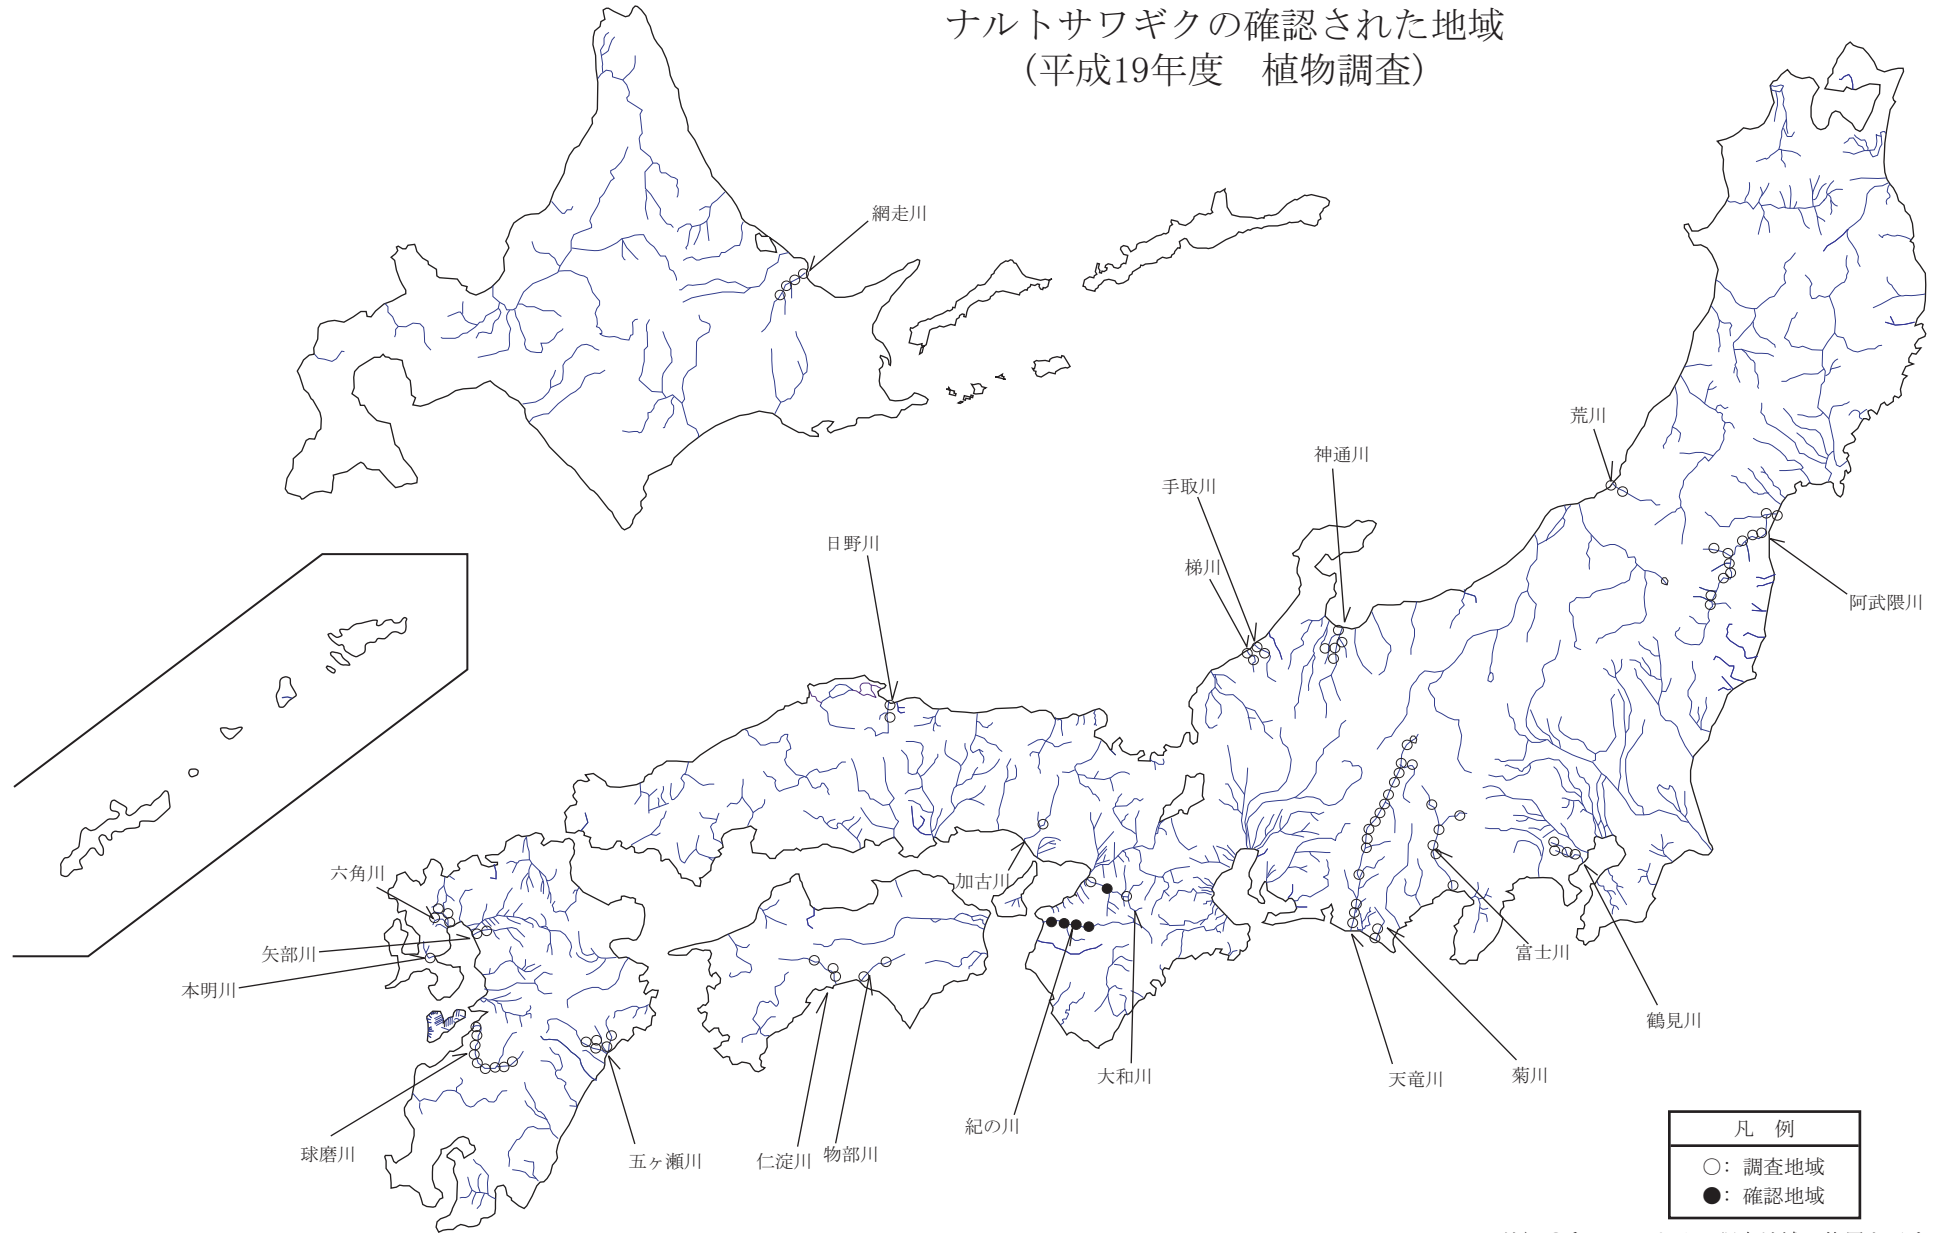 ナルトサワギクの確認された地域
（平成19年度　植物調査）
網走川
荒川
神通川
手取川
日野川
梯川
阿武隈川
六角川
加古川
矢部川
富士川
本明川
鶴見川
大和川
天竜川
菊川
紀の川
球磨川
五ヶ瀬川
仁淀川
物部川
凡　例
○：調査地域
●：確認地域